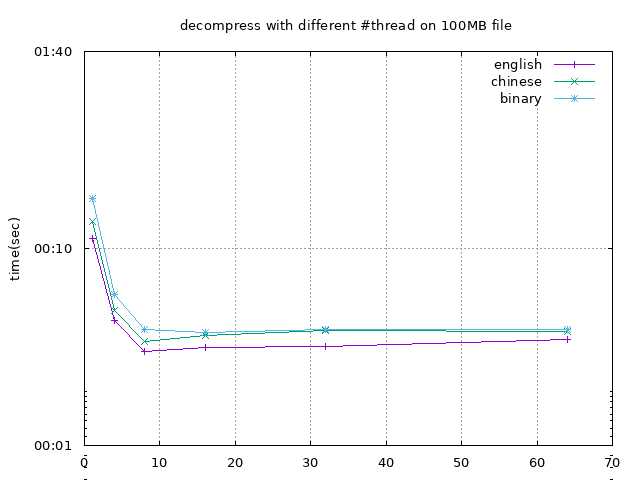 decompress with different #thread on 100MB file
01:40
english
chinese
binary
00:10
time(sec)
00:01
0 10 20 30 40 50 60 70